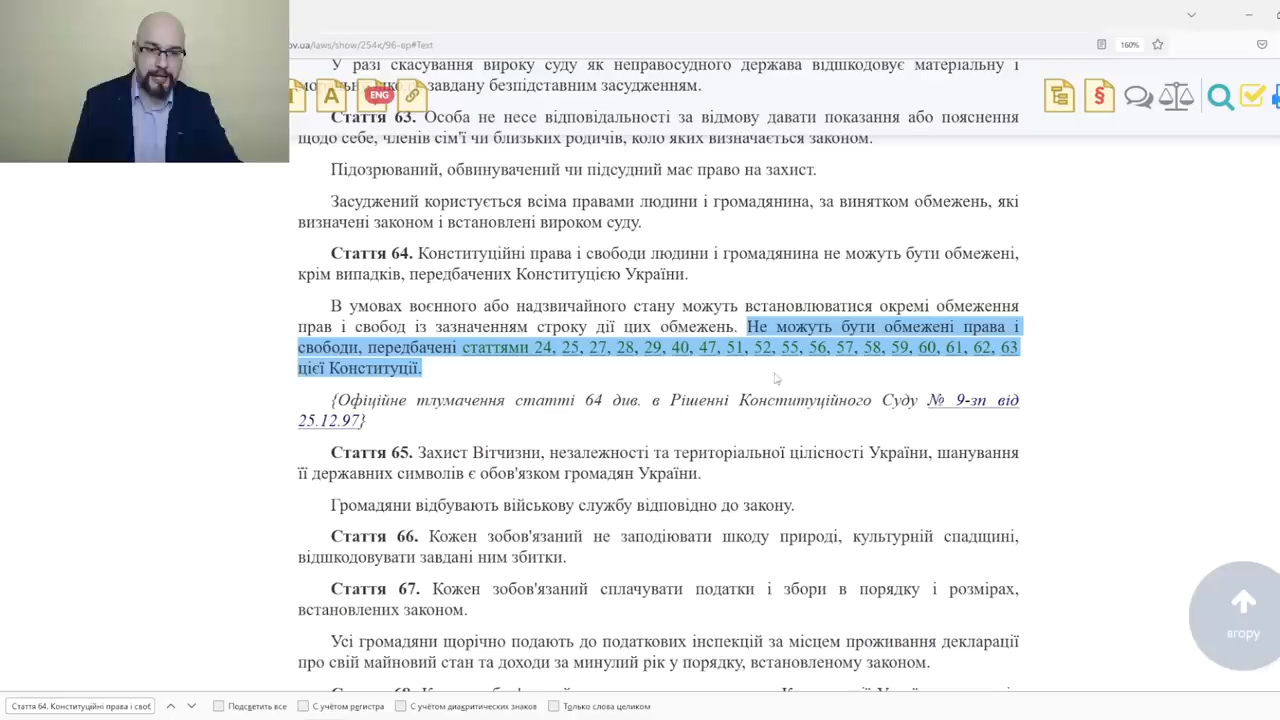 ov.ua/laws/show/254к/96-вр#Text
160%
У разі скасування вироку суду як неправосудного держава відшкодовує матеріальну і
завдану безпідставним засудженням.
A
ENG
§
Стаття 63. Особа не несе відповідальності за відмову давати показання або пояснення
щодо себе, членів сім'ї чи близьких родичів, коло яких визначається законом.
Підозрюваний, обвинувачений чи підсудний має право на захист.
Засуджений користується всіма правами людини і громадянина, за винятком обмежень, які
визначені законом і встановлені вироком суду.
Стаття 64. Конституційні права і свободи людини і громадянина не можуть бути обмежені,
крім випадків, передбачених Конституцією України.
В умовах воєнного або надзвичайного стану можуть встановлюватися окремі обмеження
прав і свобод із зазначенням строку дії цих обмежень. Не можуть бути обмежені права і
свободи, передбачені статтями 24, 25, 27, 28, 29, 40, 47, 51, 52, 55, 56, 57, 58, 59, 60, 61, 62, 63
цієї Конституції.
{Офіційне тлумачення статті 64 див. в Рішенні Конституційного Суду № 9-зп від
25.12.97}
Стаття 65. Захист Вітчизни, незалежності та територіальної цілісності України, шанування
її державних символів є обов'язком громадян України.
Громадяни відбувають військову службу відповідно до закону.
Стаття 66. Кожен зобов'язаний не заподіювати шкоду природі, культурній спадщині,
відшкодовувати завдані ним збитки.
Стаття 67. Кожен зобов'язаний сплачувати податки і збори в порядку і розмірах,
встановлених законом.
Усі громадяни щорічно подають до податкових інспекцій за місцем проживання декларації
про свій майновий стан та доходи за минулий рік у порядку, встановленому законом.
вгору
Стаття 64. Конституційні права і своб
Подсветить все
С учётом регистра
С учётом диакритических знаков
Только слова целиком